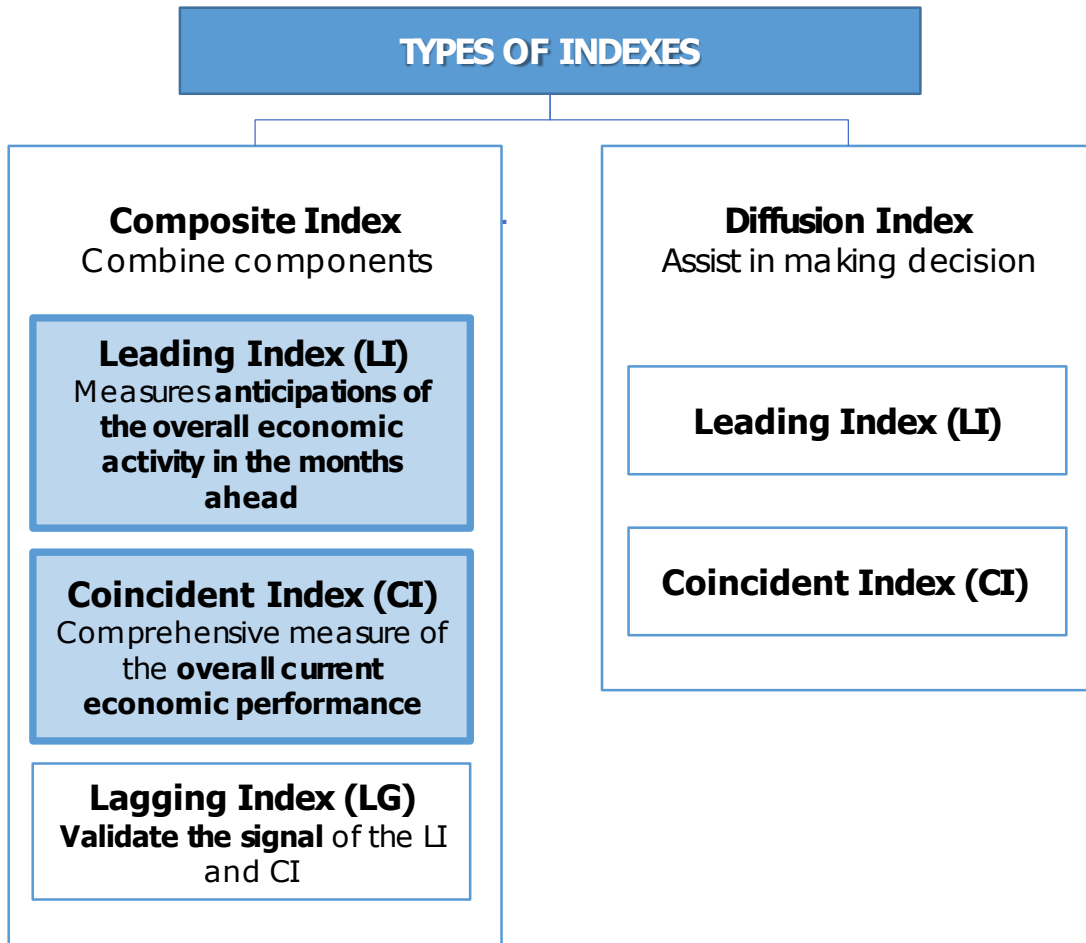 TYPES OF INDEXES
Composite Index
Combine components
Leading Index (LI)
Measures anticipations of
the overall economic
activity in the months
ahead
Coincident Index (CI)
Comprehensive measure of
the overall current
economic performance
Lagging Index (LG)
Validate the signal of the LI
and CI
Diffusion Index
Assist in making decision
Leading Index (LI)
Coincident Index (CI)